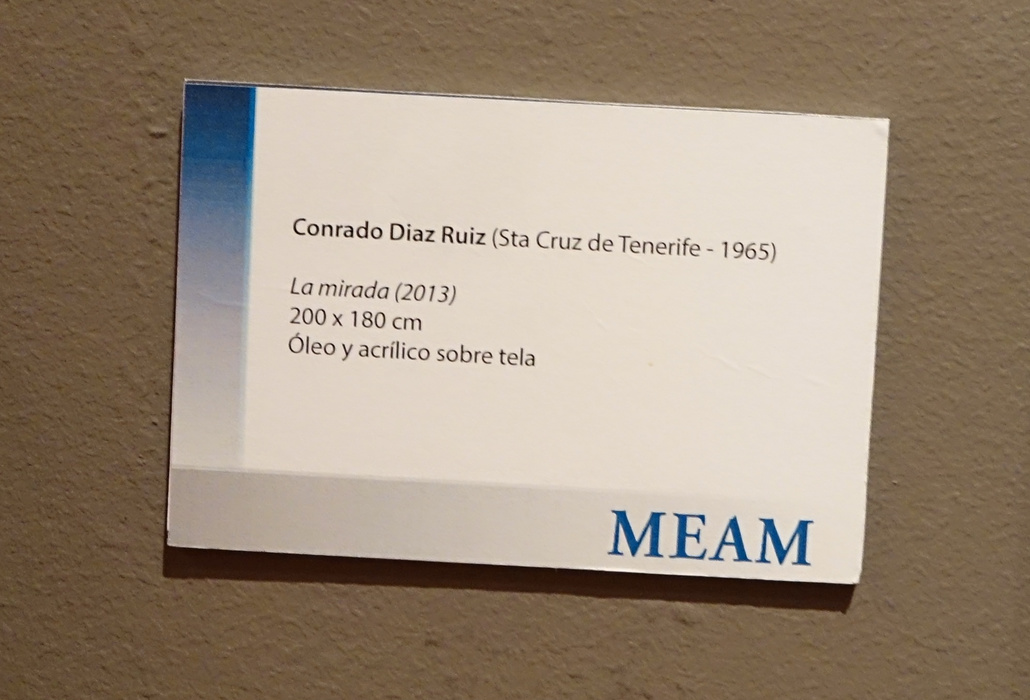 Conrado Diaz Ruiz (Sta Cruz de Tenerife - 1965)
La mirada (2013)
200 x 180 cm
Óleo y acrílico sobre tela
MEAM